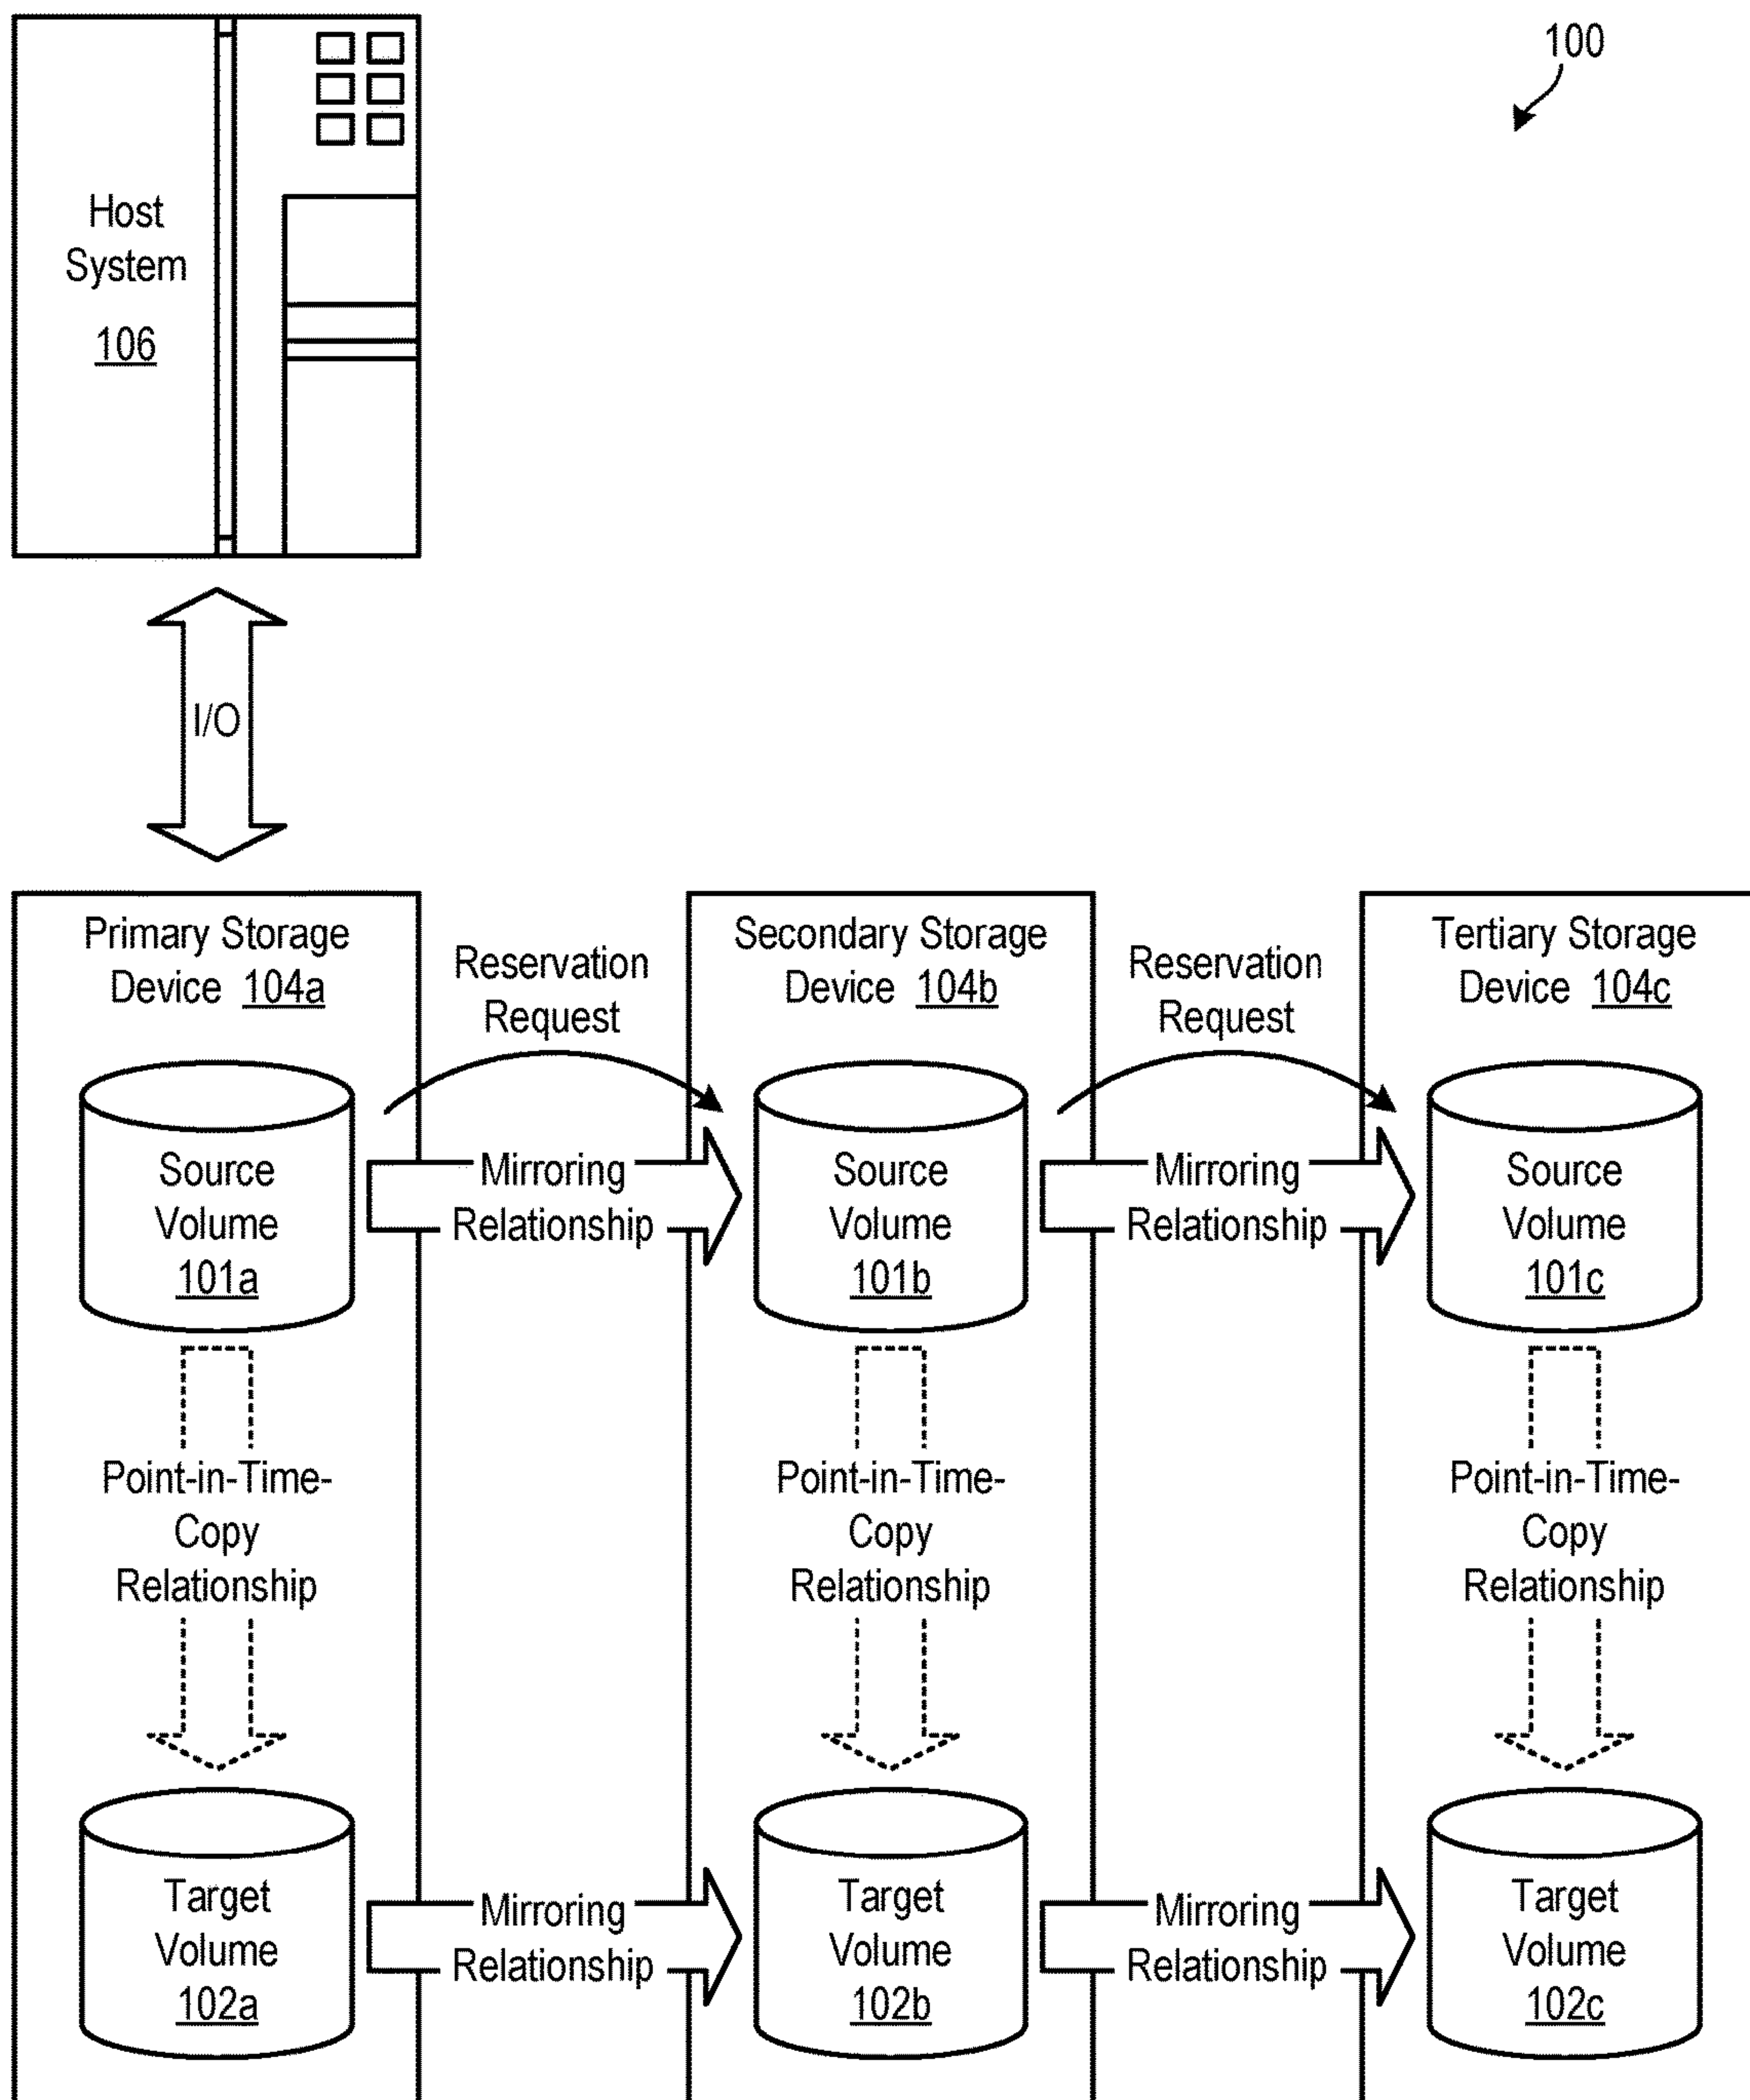 100
Host
System
106
I/O
Primary Storage
Device 104a
Reservation
Request
Secondary Storage
Device 104b
Reservation
Request
Tertiary Storage
Device 104c
Source
Volume
101a
Mirroring
Relationship
Source
Volume
101b
Mirroring
Relationship
Source
Volume
101c
Point-in-Time-
Copy
Relationship
Point-in-Time-
Copy
Relationship
Point-in-Time-
Copy
Relationship
Target
Volume
102a
Mirroring
Relationship
Target
Volume
102b
Mirroring
Relationship
Target
Volume
102c